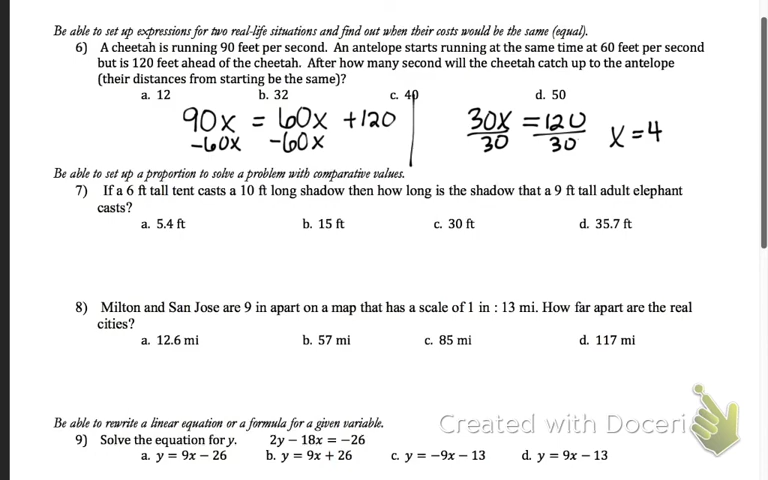 Be able to set up expressions for two real-life situations and find out when their costs would be the same (equal).
6) A cheetah is running 90 feet per second. An antelope starts running at the same time at 60 feet per second
but is 120 feet ahead of the cheetah. After how many second will the cheetah catch up to the antelope
(their distances from starting be the same)?
a. 12 b. 32 c. 40 d. 50
90x = 60x +120 30x = 120
-60x -60x 30 30 x = 4
Be able to set up a proportion to solve a problem with comparative values.
7) If a 6 ft tall tent casts a 10 ft long shadow then how long is the shadow that a 9 ft tall adult elephant
casts?
a. 5.4 ft b. 15 ft c. 30 ft d. 35.7 ft
8) Milton and San Jose are 9 in apart on a map that has a scale of 1 in : 13 mi. How far apart are the real
cities?
a. 12.6 mi b. 57 mi c. 85 mi d. 117 mi
Be able to rewrite a linear equation or a formula for a given variable.
Created with Doceri
9) Solve the equation for y. 2y – 18x = –26
a. y = 9x – 26 b. y = 9x + 26 c. y = –9x – 13 d. y = 9x – 13